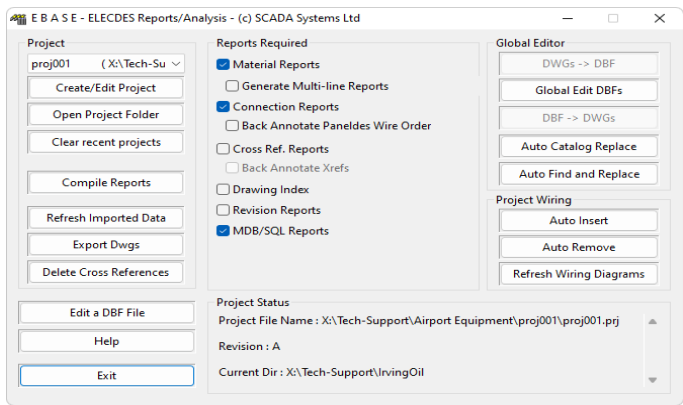 E B A S E - ELECDES Reports/Analysis - (c) SCADA Systems Ltd
Project
proj001 ( X:\Tech-Su
Create/Edit Project
Open Project Folder
Clear recent projects
Compile Reports
Refresh Imported Data
Export Dwgs
Delete Cross References
Edit a DBF File
Help
Exit
Reports Required
Material Reports
Generate Multi-line Reports
Connection Reports
Back Annotate Paneldes Wire Order
Cross Ref. Reports
Back Annotate Xrefs
Drawing Index
Revision Reports
MDB/SQL Reports
Global Editor
DWGs -> DBF
Global Edit DBFs
DBF -> DWGs
Auto Catalog Replace
Auto Find and Replace
Project Wiring
Auto Insert
Auto Remove
Refresh Wiring Diagrams
Project Status
Project File Name : X:\Tech-Support\Airport Equipment\proj001\proj001.prj
Revision : A
Current Dir : X:\Tech-Support\IrvingOil